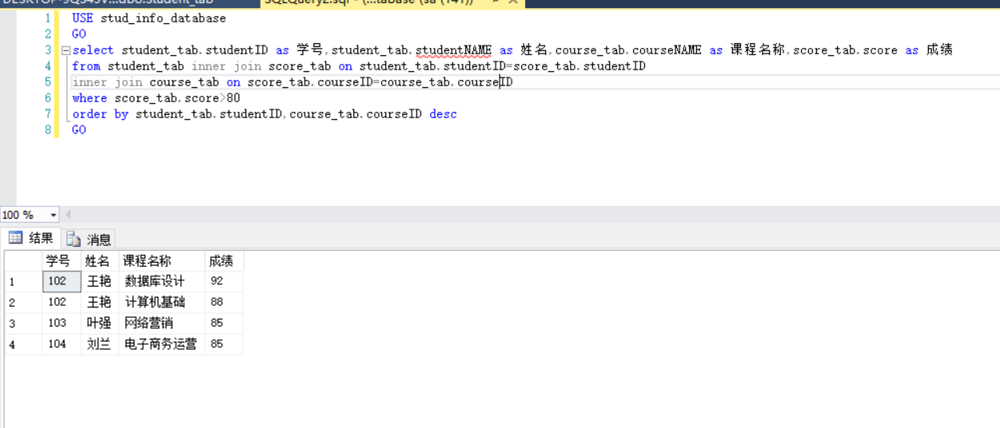 DESKTOP-9QS45V...dbo.Student_tab SQLQuery2.sql - (...tabase (sa (141))
1 USE stud_info_database
2 GO
3 select student_tab.studentID as 学号,student_tab.studentNAME as 姓名,course_tab.courseNAME as 课程名称,score_tab.score as 成绩
4 from student_tab inner join score_tab on student_tab.studentID=score_tab.studentID
5 inner join course_tab on score_tab.courseID=course_tab.courseID
6 where score_tab.score>80
7 order by student_tab.studentID,course_tab.courseID desc
8 GO
100 %
结果 消息
学号 姓名 课程名称 成绩
1 102 王艳 数据库设计 92
2 102 王艳 计算机基础 88
3 103 叶强 网络营销 85
4 104 刘兰 电子商务运营 85